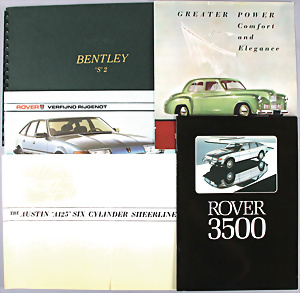 BENTLEY
'S'2
GREATER POWER
Comfort
and
Elegance
ROVER VERFIJND RIJGENOT
THE AUSTIN 'A125' SIX CYLINDER SHEERLINE
ROVER
3500